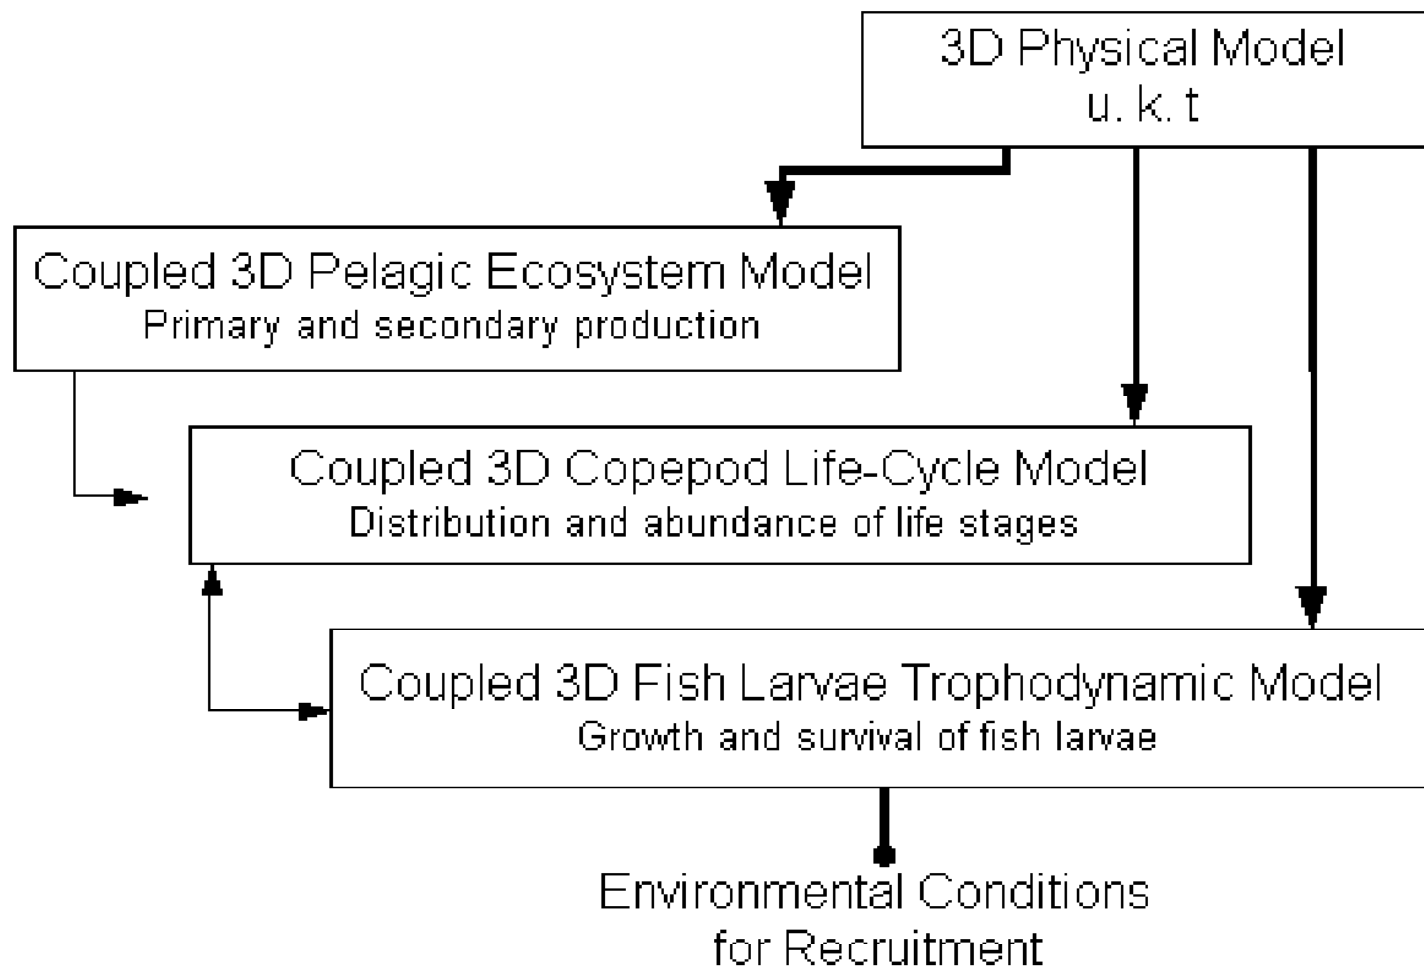 3D Physical Model
u. k. t
Coupled 3D Pelagic Ecosystem Model
Primary and secondary production
Coupled 3D Copepod Life-Cycle Model
Distribution and abundance of life stages
Coupled 3D Fish Larvae Trophodynamic Model
Growth and survival of fish larvae
Environmental Conditions
for Recruitment